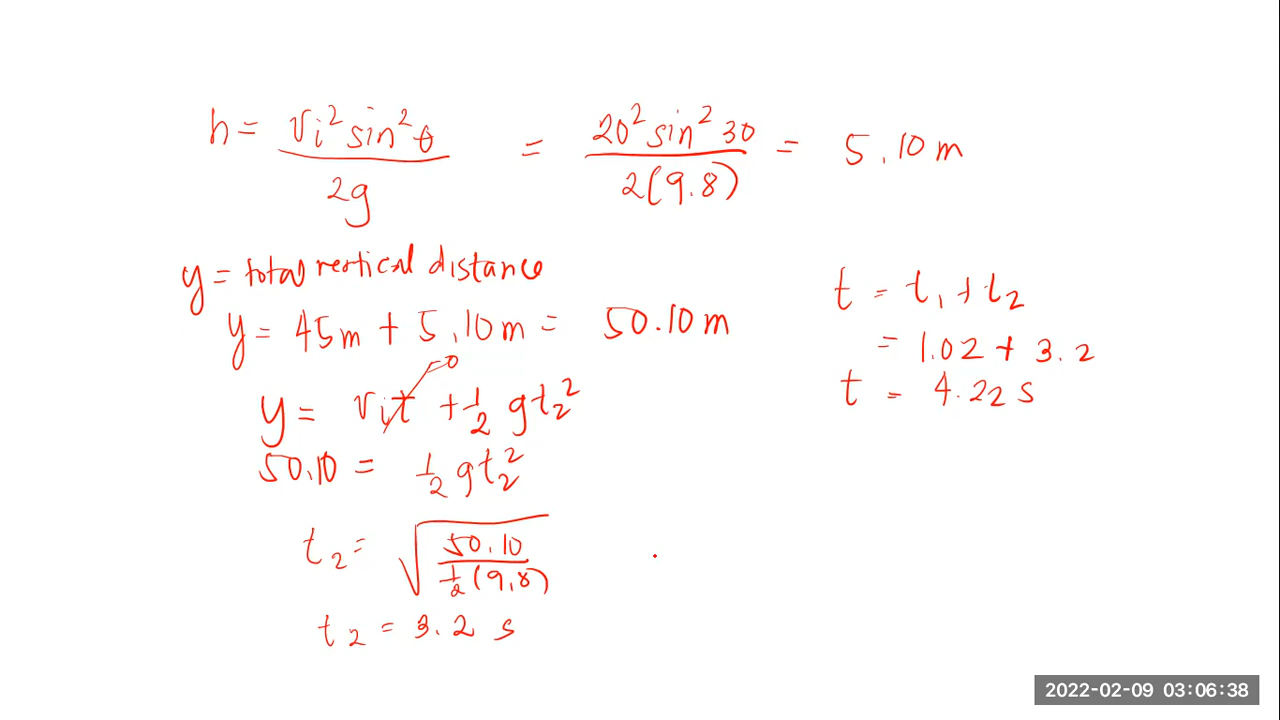 h = vi² sin²θ / 2g = 20² sin² 30 / 2(9.8) = 5.10 m
y = total vertical distance
y = 45m + 5.10m = 50.10 m
y = vit → 0 + 1/2 gt₂²
50.10 = 1/2 gt₂²
t₂ = √(50.10 / 1/2 (9.8))
t₂ = 3.2 s
t = t₁ + t₂
= 1.02 + 3.2
t = 4.22 s
2022-02-09 03:06:38